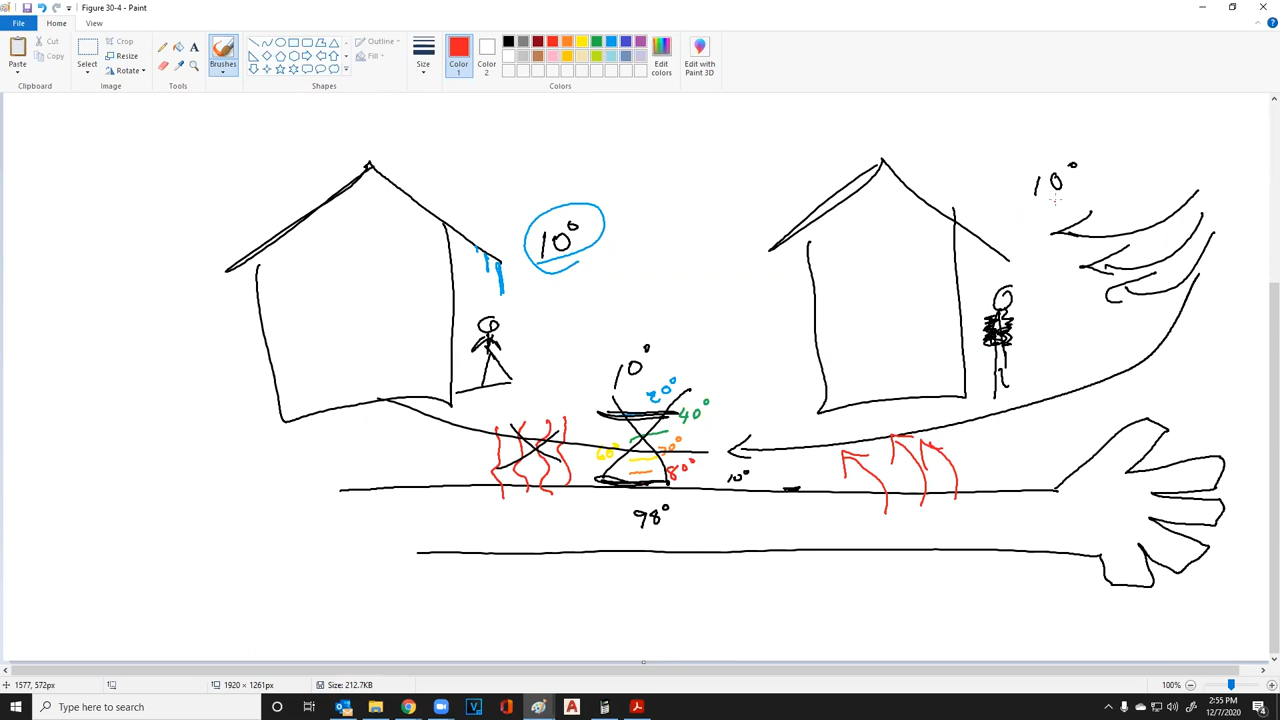 Figure 30-4 - Paint
File
Home
View
Paste
Cut
Copy
Clipboard
Select
Crop
Resize
Rotate
Image
A
Tools
Brushes
Outline
Fill
Shapes
Size
Color
1
Color
2
Edit
colors
Colors
Edit with
Paint 3D
10°
10°
10°
20°
40°
60°
70°
80°
10°
98°
1577, 572px
1920 × 1261px
Size: 212.7KB
100%
Type here to search
2:55 PM
12/7/2020